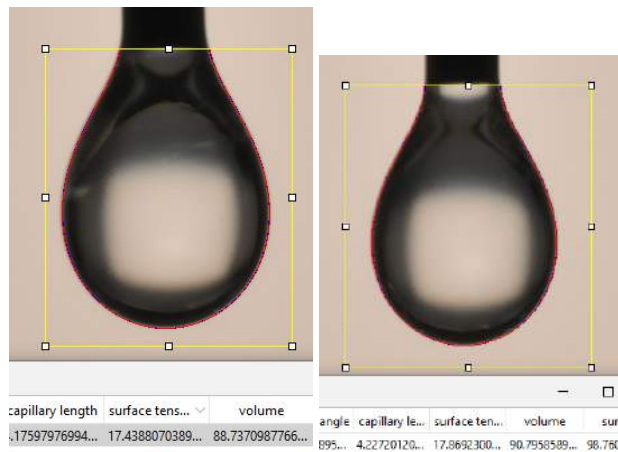 capillary length surface tens... volume
.17597976994... 17.4388070389... 88.7370987766...
angle capillary le... surface ten... volume sur
895... 4.22720120... 17.8692300... 90.7958589... 98.760